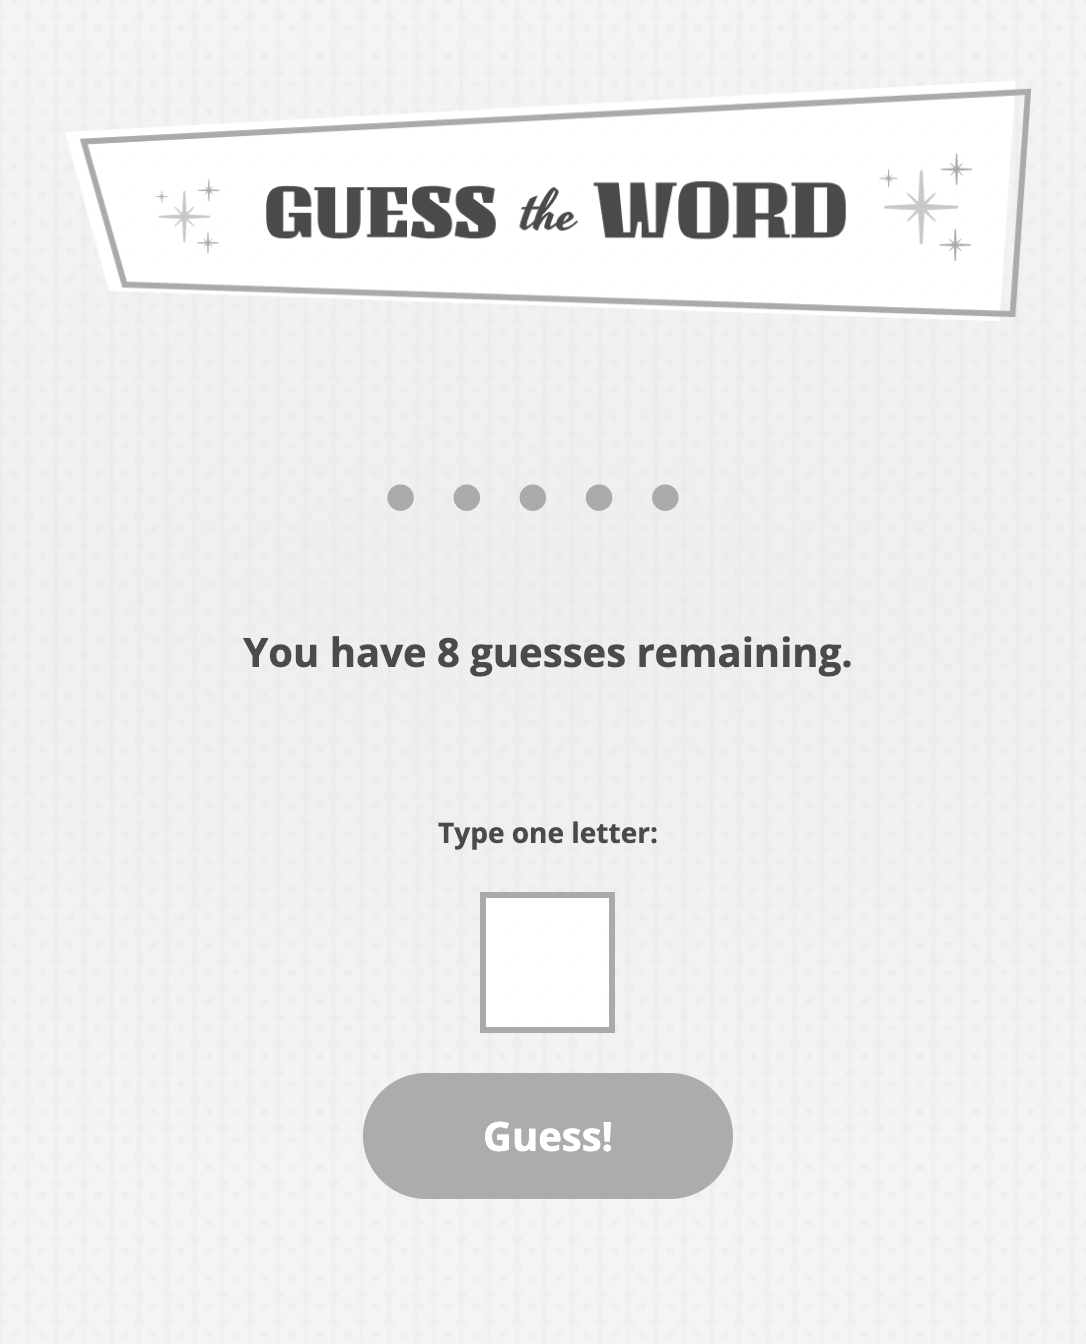 GUESS the WORD
● ● ● ● ●
You have 8 guesses remaining.
Type one letter:
Guess!